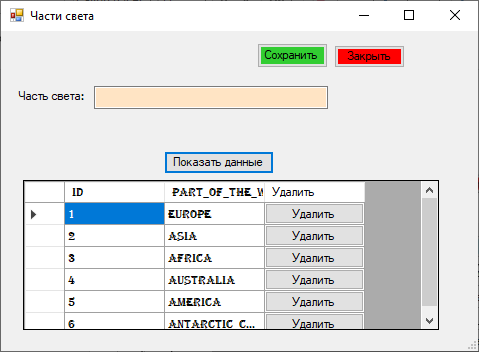 Части света
Сохранить Закрыть
Часть света:
Показать данные
ID PART_OF_THE_W Удалить
1 EUROPE Удалить
2 ASIA Удалить
3 AFRICA Удалить
4 AUSTRALIA Удалить
5 AMERICA Удалить
6 ANTARCTIC_C... Удалить